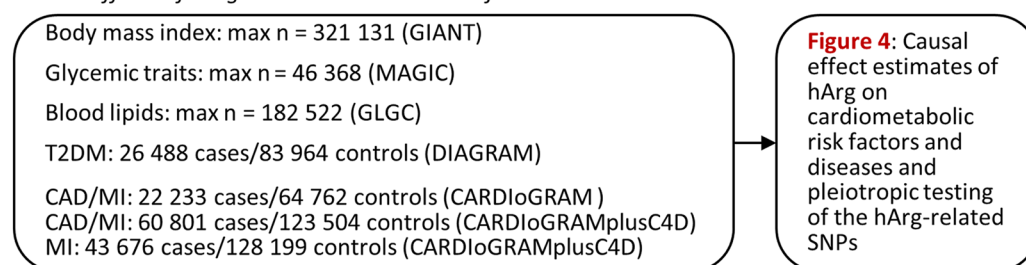 Body mass index: max n = 321 131 (GIANT)
Glycemic traits: max n = 46 368 (MAGIC)
Blood lipids: max n = 182 522 (GLGC)
T2DM: 26 488 cases/83 964 controls (DIAGRAM)
CAD/MI: 22 233 cases/64 762 controls (CARDIoGRAM )
CAD/MI: 60 801 cases/123 504 controls (CARDIoGRAMplusC4D)
MI: 43 676 cases/128 199 controls (CARDIoGRAMplusC4D)
Figure 4: Causal
effect estimates of
hArg on
cardiometabolic
risk factors and
diseases and
pleiotropic testing
of the hArg-related
SNPs